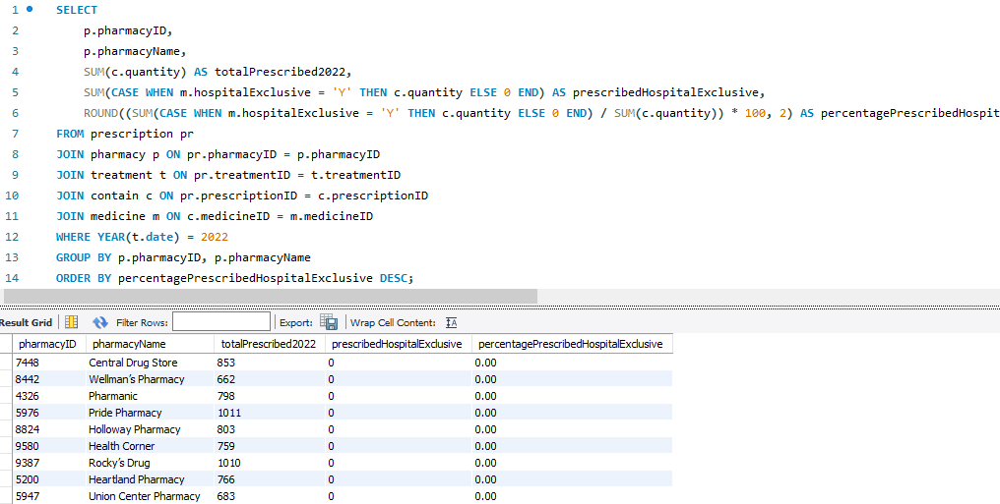 1 SELECT
2 p.pharmacyID,
3 p.pharmacyName,
4 SUM(c.quantity) AS totalPrescribed2022,
5 SUM(CASE WHEN m.hospitalExclusive = 'Y' THEN c.quantity ELSE 0 END) AS prescribedHospitalExclusive,
6 ROUND((SUM(CASE WHEN m.hospitalExclusive = 'Y' THEN c.quantity ELSE 0 END) / SUM(c.quantity)) * 100, 2) AS percentagePrescribedHospit
7 FROM prescription pr
8 JOIN pharmacy p ON pr.pharmacyID = p.pharmacyID
9 JOIN treatment t ON pr.treatmentID = t.treatmentID
10 JOIN contain c ON pr.prescriptionID = c.prescriptionID
11 JOIN medicine m ON c.medicineID = m.medicineID
12 WHERE YEAR(t.date) = 2022
13 GROUP BY p.pharmacyID, p.pharmacyName
14 ORDER BY percentagePrescribedHospitalExclusive DESC;
Result Grid Filter Rows: Export: Wrap Cell Content: IA
pharmacyID pharmacyName totalPrescribed2022 prescribedHospitalExclusive percentagePrescribedHospitalExclusive
7448 Central Drug Store 853 0 0.00
8442 Wellman's Pharmacy 662 0 0.00
4326 Pharmanic 798 0 0.00
5976 Pride Pharmacy 1011 0 0.00
8824 Holloway Pharmacy 803 0 0.00
9580 Health Corner 759 0 0.00
9387 Rocky's Drug 1010 0 0.00
5200 Heartland Pharmacy 766 0 0.00
5947 Union Center Pharmacy 683 0 0.00